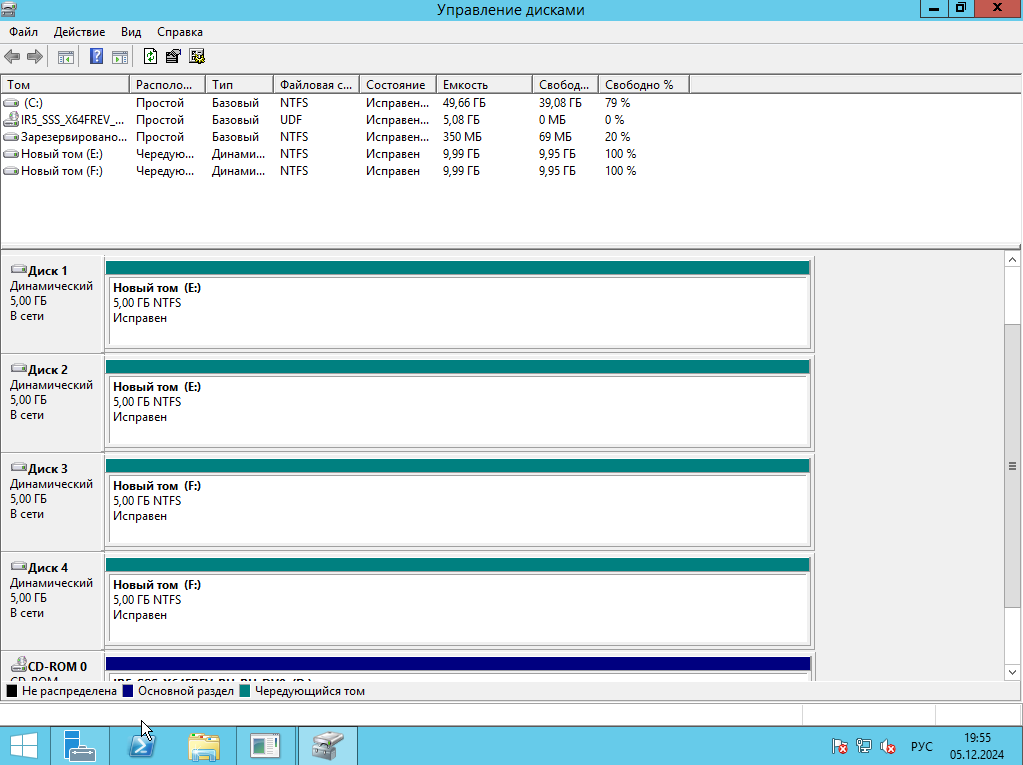 Управление дисками
Файл Действие Вид Справка
Том Располо... Тип Файловая с... Состояние Емкость Свобод... Свободно %
(C:) Простой Базовый NTFS Исправен... 49,66 ГБ 39,08 ГБ 79 %
IR5_SSS_X64FREV_... Простой Базовый UDF Исправен... 5,08 ГБ 0 МБ 0 %
Зарезервировано... Простой Базовый NTFS Исправен... 350 МБ 69 МБ 20 %
Новый том (E:) Чередую... Динами... NTFS Исправен 9,99 ГБ 9,95 ГБ 100 %
Новый том (F:) Чередую... Динами... NTFS Исправен 9,99 ГБ 9,95 ГБ 100 %
Диск 1
Динамический
5,00 ГБ
В сети
Новый том (E:)
5,00 ГБ NTFS
Исправен
Диск 2
Динамический
5,00 ГБ
В сети
Новый том (E:)
5,00 ГБ NTFS
Исправен
Диск 3
Динамический
5,00 ГБ
В сети
Новый том (F:)
5,00 ГБ NTFS
Исправен
Диск 4
Динамический
5,00 ГБ
В сети
Новый том (F:)
5,00 ГБ NTFS
Исправен
CD-ROM 0
CD-ROM
Не распределена Основной раздел Чередующийся том
РУС
19:55
05.12.2024